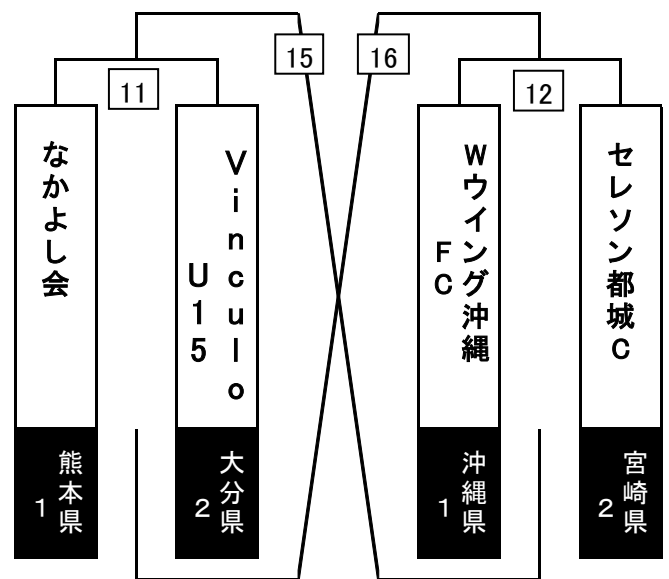 15
16
11
12
なかよし会
Vinculo
U15
Wウイング沖縄
FC
セレソン都城C
熊本県
1
大分県
2
沖縄県
1
宮崎県
2